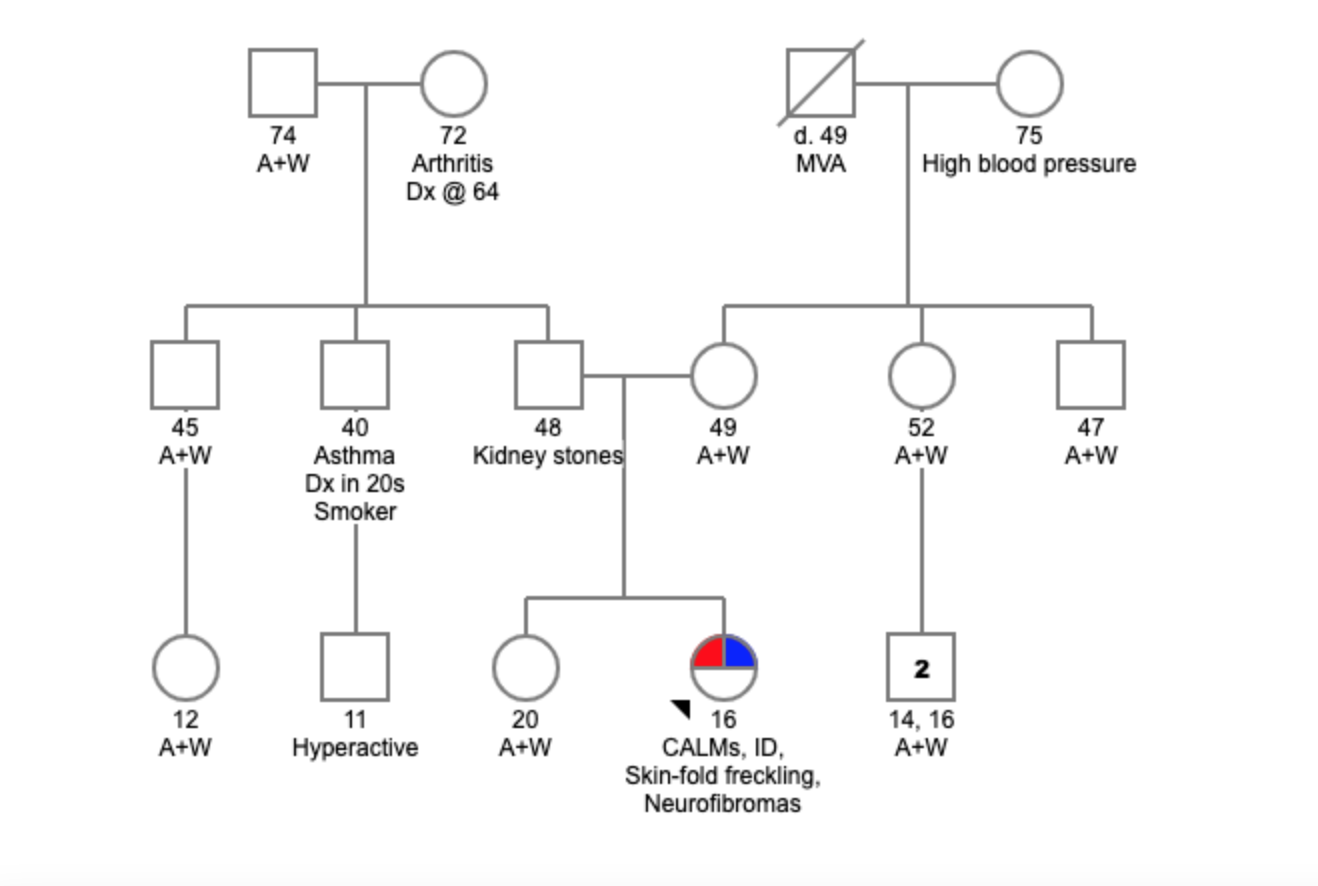 74
A+W
72
Arthritis
Dx @ 64
d. 49
MVA
75
High blood pressure
45
A+W
40
Asthma
Dx in 20s
Smoker
48
Kidney stones
49
A+W
52
A+W
47
A+W
12
A+W
11
Hyperactive
20
A+W
16
CALMs, ID,
Skin-fold freckling,
Neurofibromas
2
14, 16
A+W